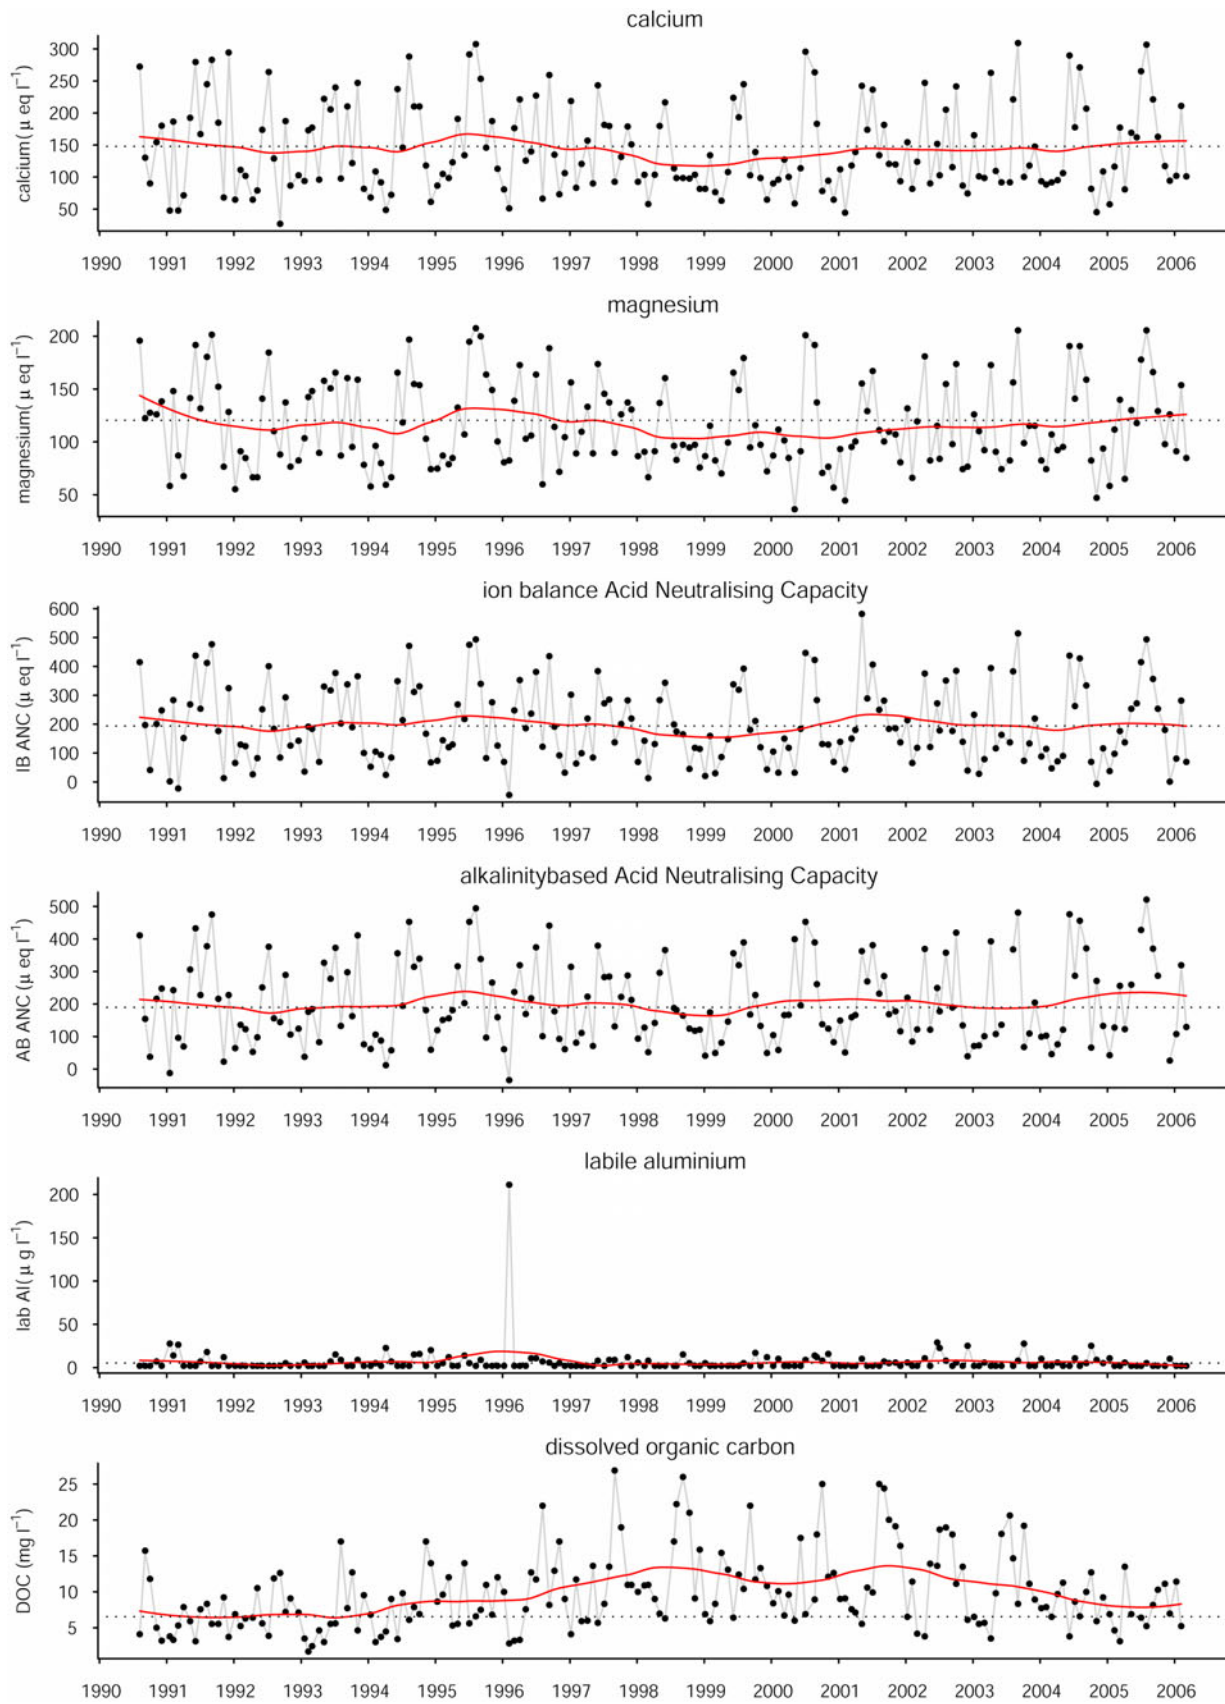 calcium
calcium( μ eq l⁻¹)
300
250
200
150
100
50
1990 1991 1992 1993 1994 1995 1996 1997 1998 1999 2000 2001 2002 2003 2004 2005 2006
magnesium
magnesium( μ eq l⁻¹)
200
150
100
50
1990 1991 1992 1993 1994 1995 1996 1997 1998 1999 2000 2001 2002 2003 2004 2005 2006
ion balance Acid Neutralising Capacity
IB ANC (μ eq l⁻¹)
600
500
400
300
200
100
0
1990 1991 1992 1993 1994 1995 1996 1997 1998 1999 2000 2001 2002 2003 2004 2005 2006
alkalinitybased Acid Neutralising Capacity
AB ANC (μ eq l⁻¹)
500
400
300
200
100
0
1990 1991 1992 1993 1994 1995 1996 1997 1998 1999 2000 2001 2002 2003 2004 2005 2006
labile aluminium
lab Al( μ g l⁻¹)
200
150
100
50
0
1990 1991 1992 1993 1994 1995 1996 1997 1998 1999 2000 2001 2002 2003 2004 2005 2006
dissolved organic carbon
DOC (mg l⁻¹)
25
20
15
10
5
1990 1991 1992 1993 1994 1995 1996 1997 1998 1999 2000 2001 2002 2003 2004 2005 2006